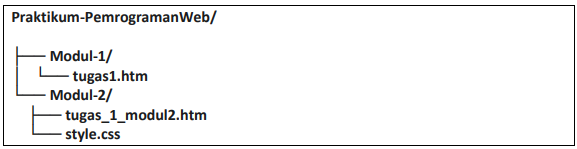 Praktikum-PemrogramanWeb/
├── Modul-1/
│   └── tugas1.htm
└── Modul-2/
    ├── tugas_1_modul2.htm
    └── style.css